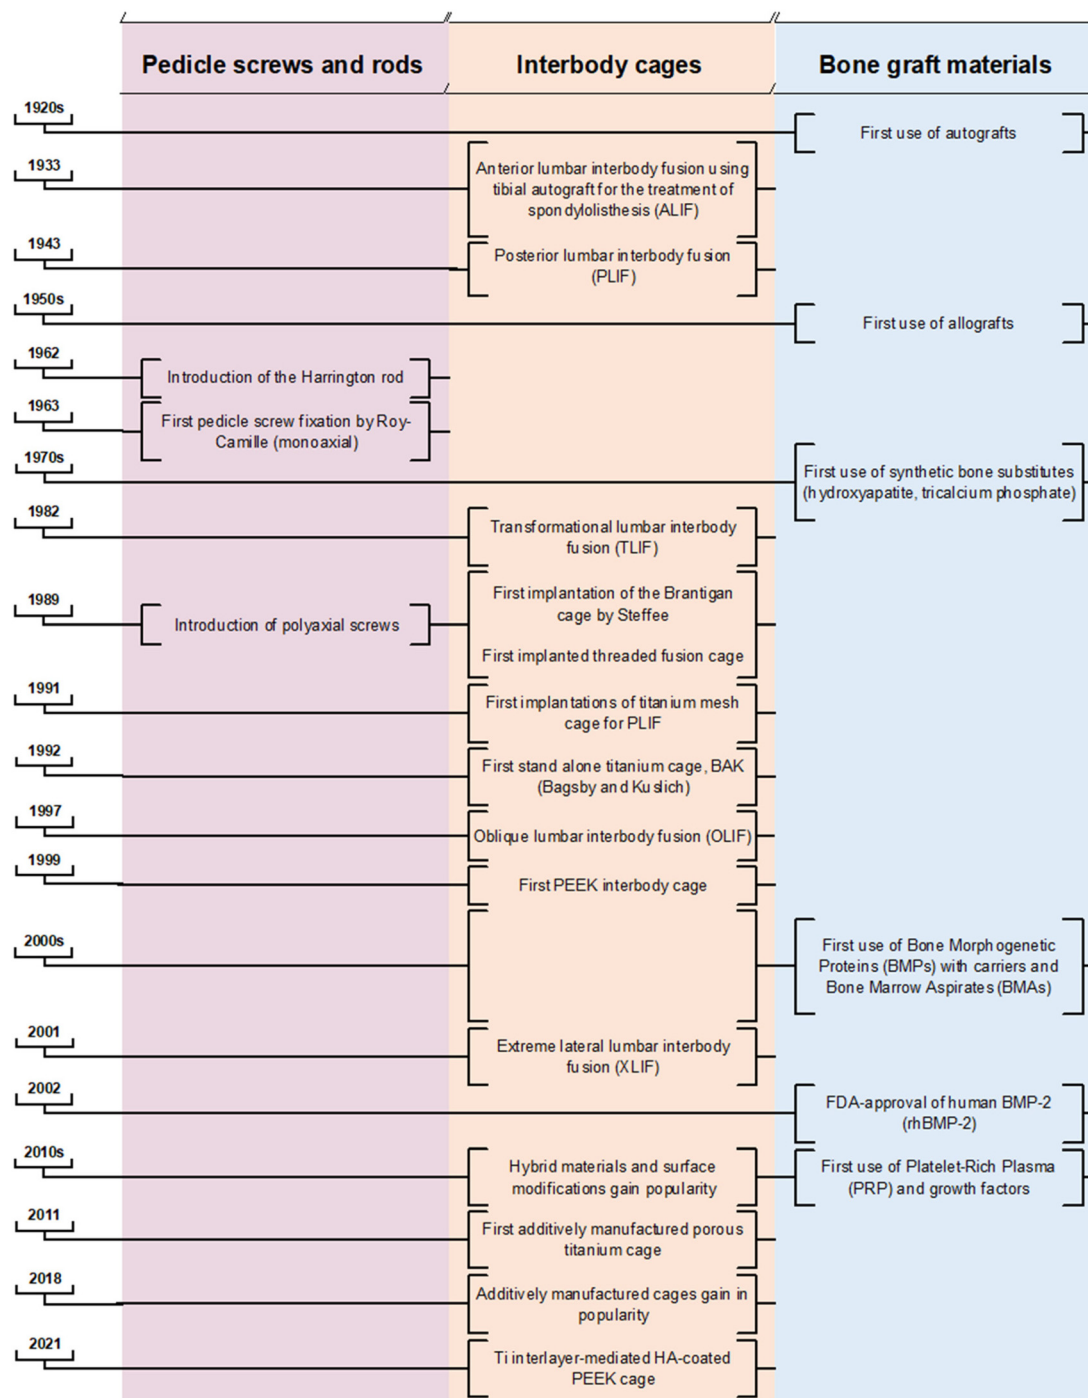 Pedicle screws and rods
Interbody cages
Bone graft materials
1920s
First use of autografts
1933
Anterior lumbar interbody fusion using
tibial autograft for the treatment of
spondylolisthesis (ALIF)
1943
Posterior lumbar interbody fusion
(PLIF)
1950s
First use of allografts
1962
Introduction of the Harrington rod
1963
First pedicle screw fixation by Roy-
Camille (monoaxial)
1970s
First use of synthetic bone substitutes
(hydroxyapatite, tricalcium phosphate)
1982
Transformational lumbar interbody
fusion (TLIF)
1989
Introduction of polyaxial screws
First implantation of the Brantigan
cage by Steffee
First implanted threaded fusion cage
1991
First implantations of titanium mesh
cage for PLIF
1992
First stand alone titanium cage, BAK
(Bagsby and Kuslich)
1997
Oblique lumbar interbody fusion (OLIF)
1999
First PEEK interbody cage
2000s
First use of Bone Morphogenetic
Proteins (BMPs) with carriers and
Bone Marrow Aspirates (BMAs)
2001
Extreme lateral lumbar interbody
fusion (XLIF)
2002
FDA-approval of human BMP-2
(rhBMP-2)
2010s
Hybrid materials and surface
modifications gain popularity
First use of Platelet-Rich Plasma
(PRP) and growth factors
2011
First additively manufactured porous
titanium cage
2018
Additively manufactured cages gain in
popularity
2021
Ti interlayer-mediated HA-coated
PEEK cage